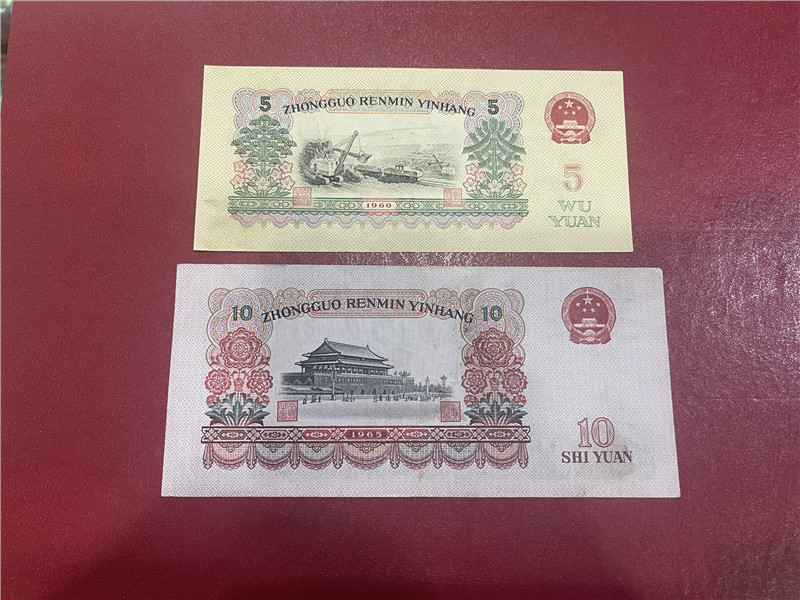 5 ZHONGGUO RENMIN YINHANG 5
5
WU
YUAN
1960
10 ZHONGGUO RENMIN YINHANG 10
1965
10
SHI YUAN